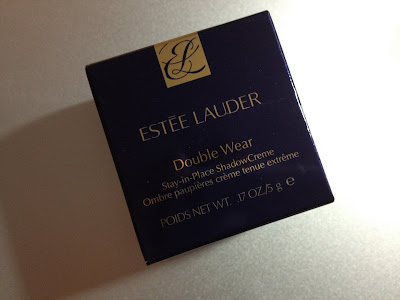 EL
ESTĒE LAUDER
Double Wear
Stay-in-Place ShadowCreme
Ombre paupières crème tenue extrême
POIDS NET WT. .17 OZ/5 g e